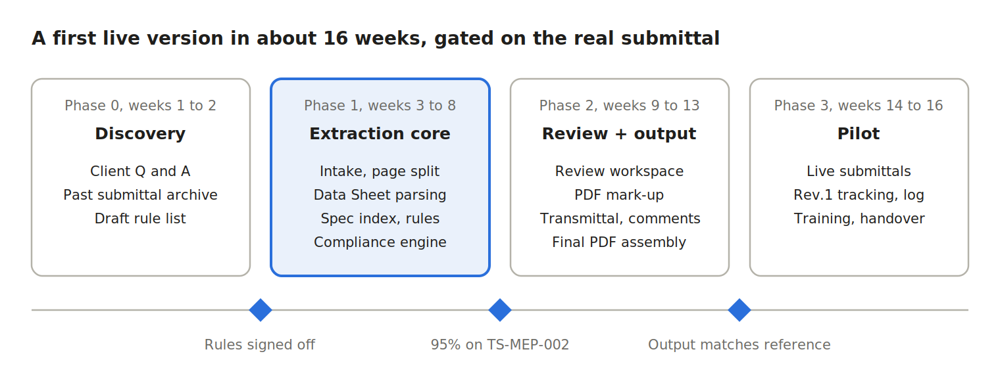 A first live version in about 16 weeks, gated on the real submittal
Phase 0, weeks 1 to 2
Discovery
Client Q and A
Past submittal archive
Draft rule list
Phase 1, weeks 3 to 8
Extraction core
Intake, page split
Data Sheet parsing
Spec index, rules
Compliance engine
Phase 2, weeks 9 to 13
Review + output
Review workspace
PDF mark-up
Transmittal, comments
Final PDF assembly
Phase 3, weeks 14 to 16
Pilot
Live submittals
Rev.1 tracking, log
Training, handover
Rules signed off
95% on TS-MEP-002
Output matches reference